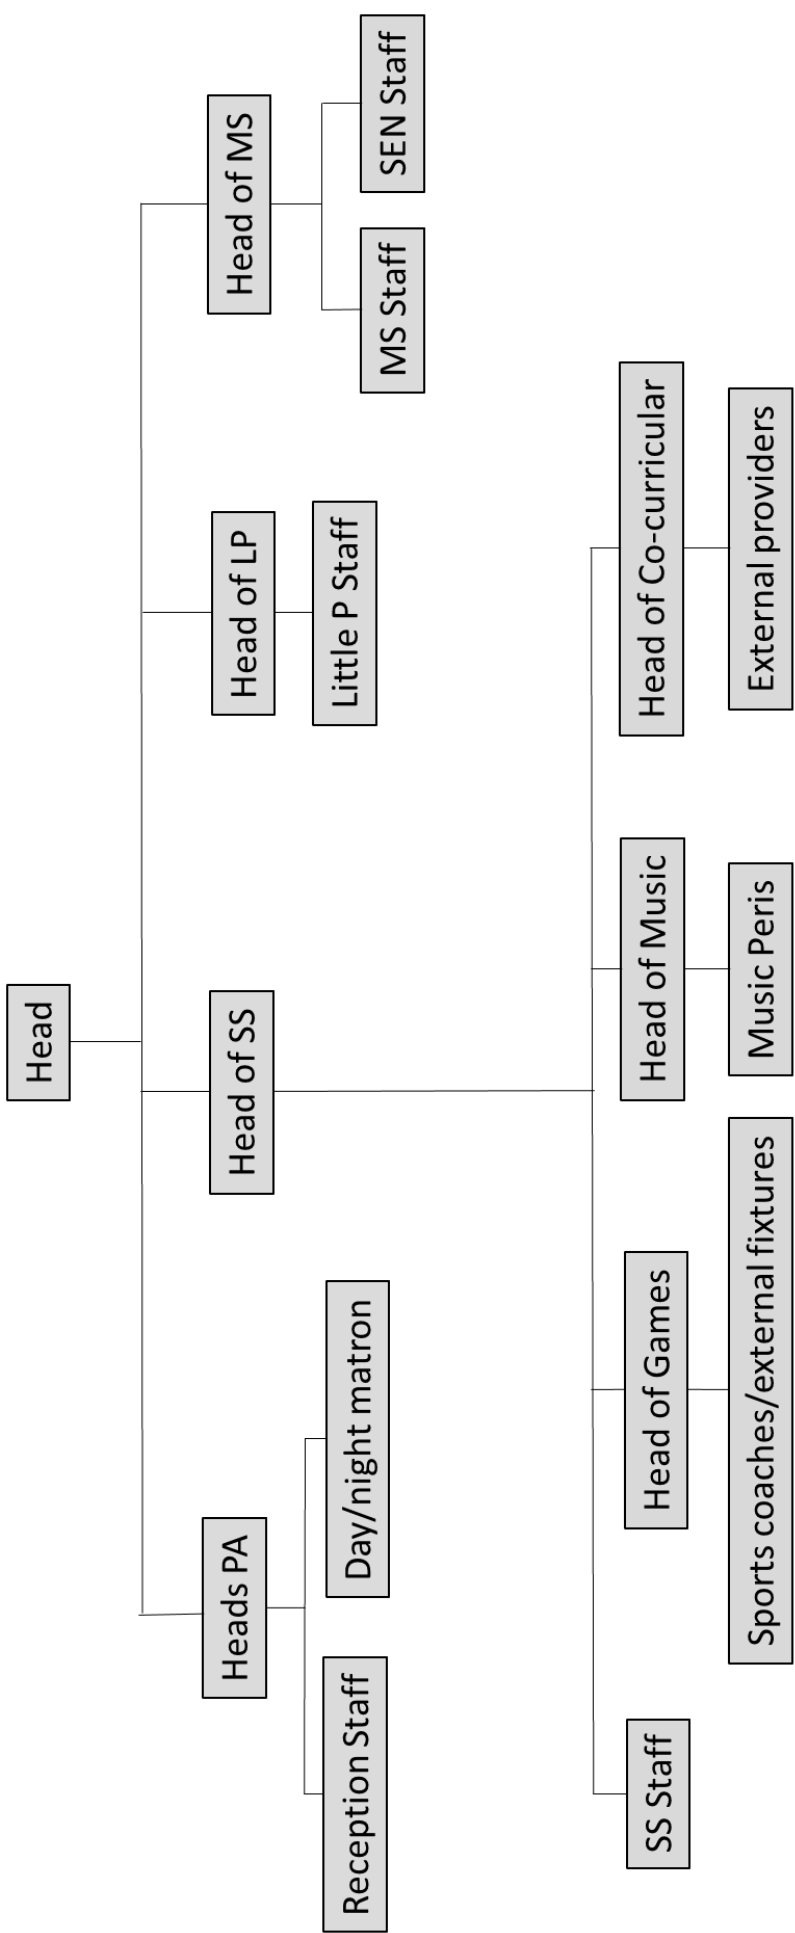 Head
Heads PA
Head of SS
Head of LP
Head of MS
Reception Staff
Day/night matron
Little P Staff
MS Staff
SEN Staff
SS Staff
Head of Games
Head of Music
Head of Co-curricular
Sports coaches/external fixtures
Music Peris
External providers